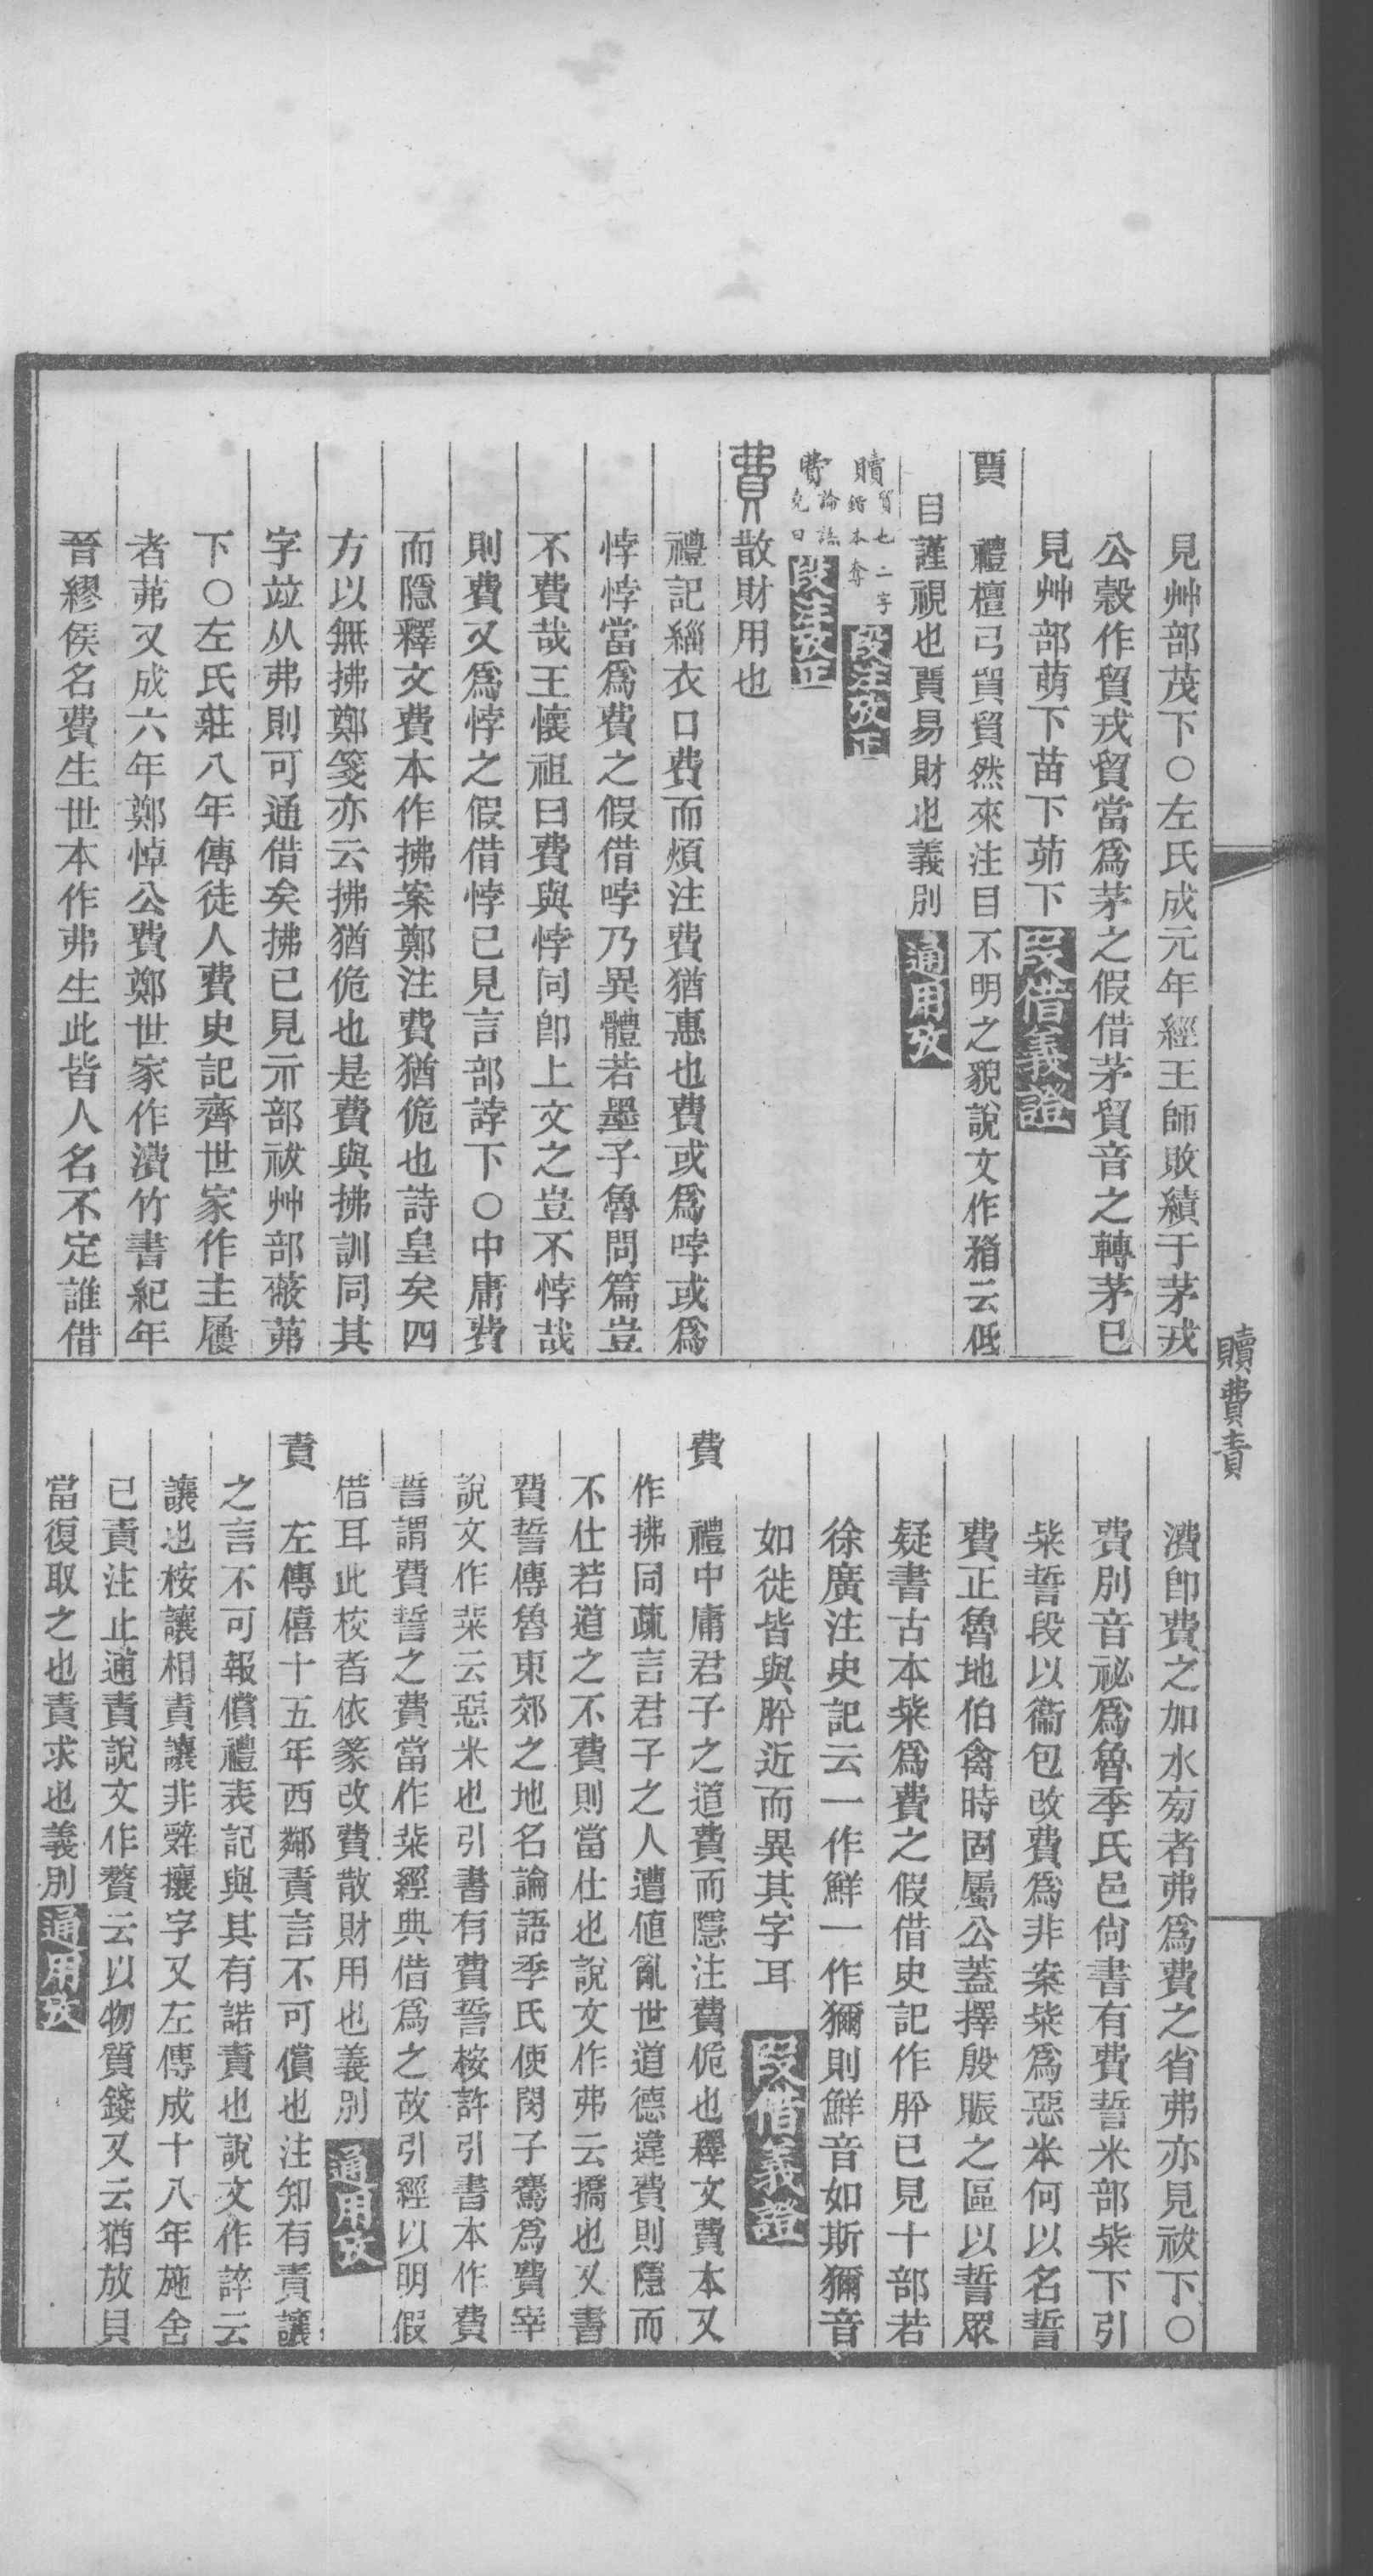 見艸部茂下○左氏成元年經王師敗績于茅戎
公穀作貿戎貿當爲茅之假借茅貿音之轉茅已
見艸部萌下苗下茆下 叚借義證
貿 禮檀弓貿貿然來注目不明之貌說文作䀤云低
目謹視也貿易財也義別 通用攷
贖 質也二字鍇本奪 段注攷正
費 論語堯曰 段注攷正
費 散財用也
禮記緇衣口費而煩注費猶惠也費或爲哱或爲
悖悖當爲費之假借哱乃異體若墨子魯問篇豈
不費哉王懷祖曰費與悖同卽上文之豈不悖哉
則費又爲悖之假借悖已見言部誖下○中庸費
而隱釋文費本作拂案鄭注費猶佹也詩皇矣四
方以無拂鄭箋亦云拂猶佹也是費與拂訓同其
字竝从弗則可通借矣拂已見示部祓艸部蔽茀
下○左氏莊八年傳徒人費史記齊世家作主屨
者茀又成六年鄭悼公費鄭世家作濆竹書紀年
晉繆侯名費生世本作弗生此皆人名不定誰借
贖費責
濆卽費之加水㫄者弗爲費之省弗亦見祓下○
費別音祕爲魯季氏邑尙書有費誓米部粊下引
粊誓段以衞包改費爲非案粊爲惡米何以名誓
費正魯地伯禽時固屬公蓋擇殷賑之區以誓眾
疑書古本粊爲費之假借史記作肸已見十部若
徐廣注史記云一作鮮一作獮則鮮音如斯獮音
如徙皆與肸近而異其字耳 叚借義證
費 禮中庸君子之道費而隱注費佹也釋文費本又
作拂同疏言君子之人遭値亂世道德違費則隱而
不仕若道之不費則當仕也說文作弗云撟也又書
費誓傳魯東郊之地名論語季氏使閔子騫爲費宰
說文作粊云惡米也引書有費誓桉許引書本作費
誓謂費誓之費當作粊經典借爲之故引經以明假
借耳此校者依篆改費散財用也義別 通用攷
責 左傳僖十五年西鄰責言不可償也注知有責讓
之言不可報償禮表記與其有諾責也說文作誶云
讓也桉讓相責讓非辤攘字又左傳成十八年施舍
已責注止逋責說文作贅云以物質錢又云猶放貝
當復取之也責求也義別 通用攷